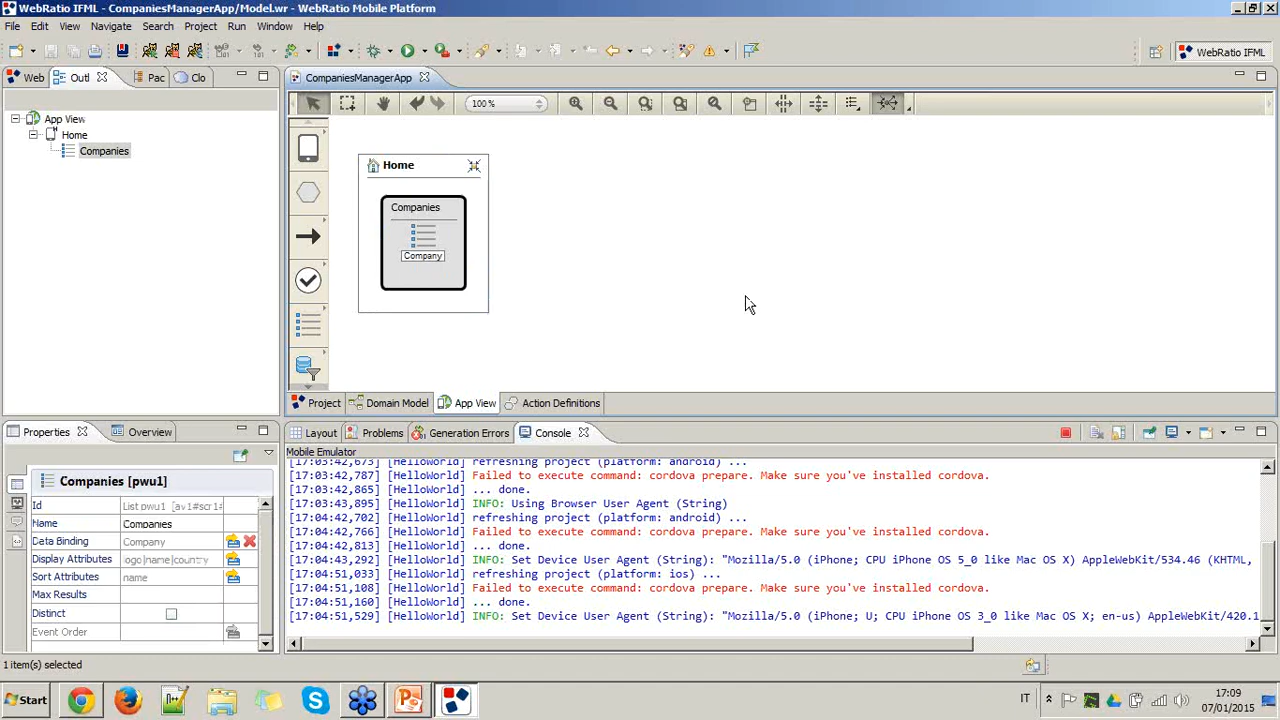 WebRatio IFML - CompaniesManagerApp/Model.wr - WebRatio Mobile Platform
File Edit View Navigate Search Project Run Window Help
WebRatio IFML
Web Outl Pac Clo
CompaniesManagerApp
100 %
App View
Home
Companies
Home
Companies
Company
Project Domain Model App View Action Definitions
Properties Overview
Layout Problems Generation Errors Console
Mobile Emulator
Companies [pwu1]
Id List pwu1 [av1#scr1#
Name Companies
Data Binding Company
Display Attributes ogo|name|country
Sort Attributes name
Max Results
Distinct
Event Order
[17:03:42,673] [HelloWorld] refreshing project (platform: android) ...
[17:03:42,787] [HelloWorld] Failed to execute command: cordova prepare. Make sure you've installed cordova.
[17:03:42,865] [HelloWorld] ... done.
[17:03:43,895] [HelloWorld] INFO: Using Browser User Agent (String)
[17:04:42,702] [HelloWorld] refreshing project (platform: android) ...
[17:04:42,766] [HelloWorld] Failed to execute command: cordova prepare. Make sure you've installed cordova.
[17:04:42,813] [HelloWorld] ... done.
[17:04:43,292] [HelloWorld] INFO: Set Device User Agent (String): "Mozilla/5.0 (iPhone; CPU iPhone OS 5_0 like Mac OS X) AppleWebKit/534.46 (KHTML,
[17:04:51,033] [HelloWorld] refreshing project (platform: ios) ...
[17:04:51,108] [HelloWorld] Failed to execute command: cordova prepare. Make sure you've installed cordova.
[17:04:51,160] [HelloWorld] ... done.
[17:04:51,529] [HelloWorld] INFO: Set Device User Agent (String): "Mozilla/5.0 (iPhone; U; CPU iPhone OS 3_0 like Mac OS X; en-us) AppleWebKit/420.1
1 item(s) selected
Start
IT
17:09
07/01/2015